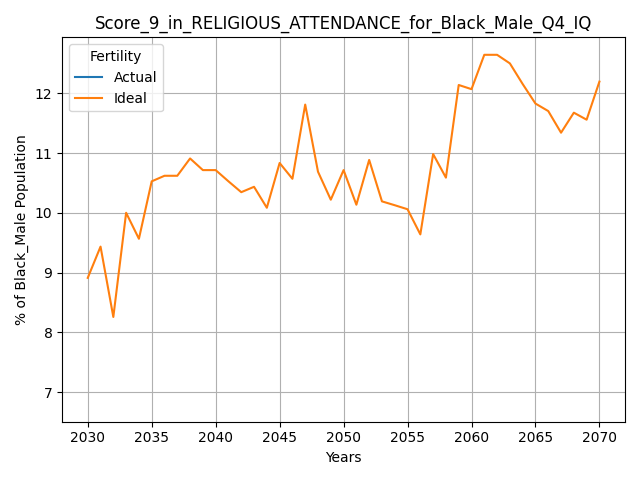 Score_9_in_RELIGIOUS_ATTENDANCE_for_Black_Male_Q4_IQ
Fertility
Actual
Ideal
12
11
10
9
8
7
% of Black_Male Population
2030 2035 2040 2045 2050 2055 2060 2065 2070
Years